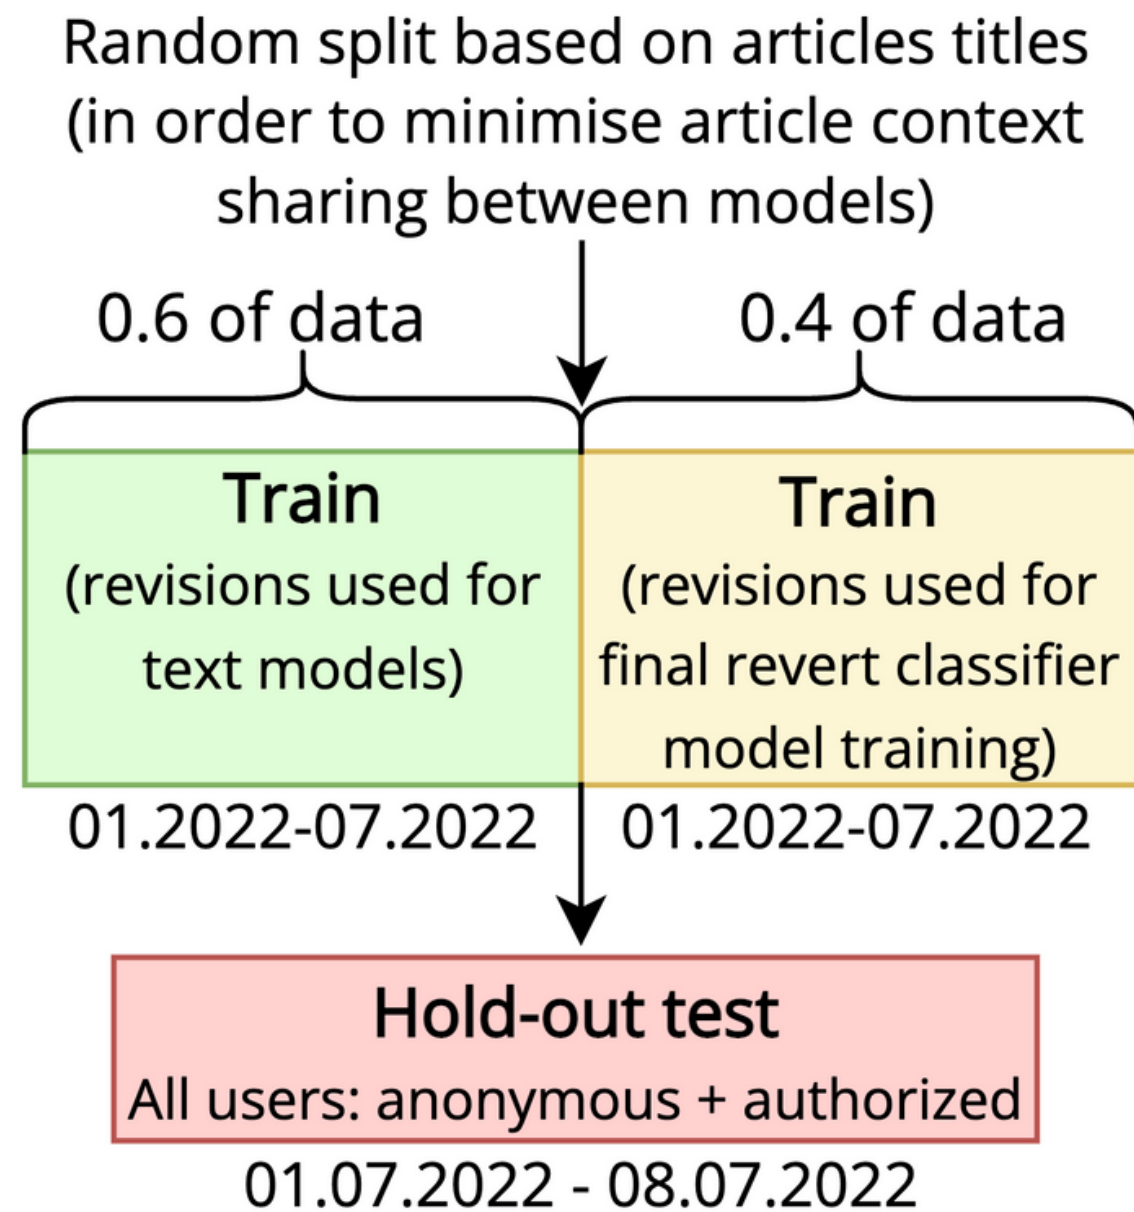 Random split based on articles titles
(in order to minimise article context
sharing between models)
0.6 of data
0.4 of data
Train
(revisions used for
text models)
Train
(revisions used for
final revert classifier
model training)
01.2022-07.2022
01.2022-07.2022
Hold-out test
All users: anonymous + authorized
01.07.2022 - 08.07.2022